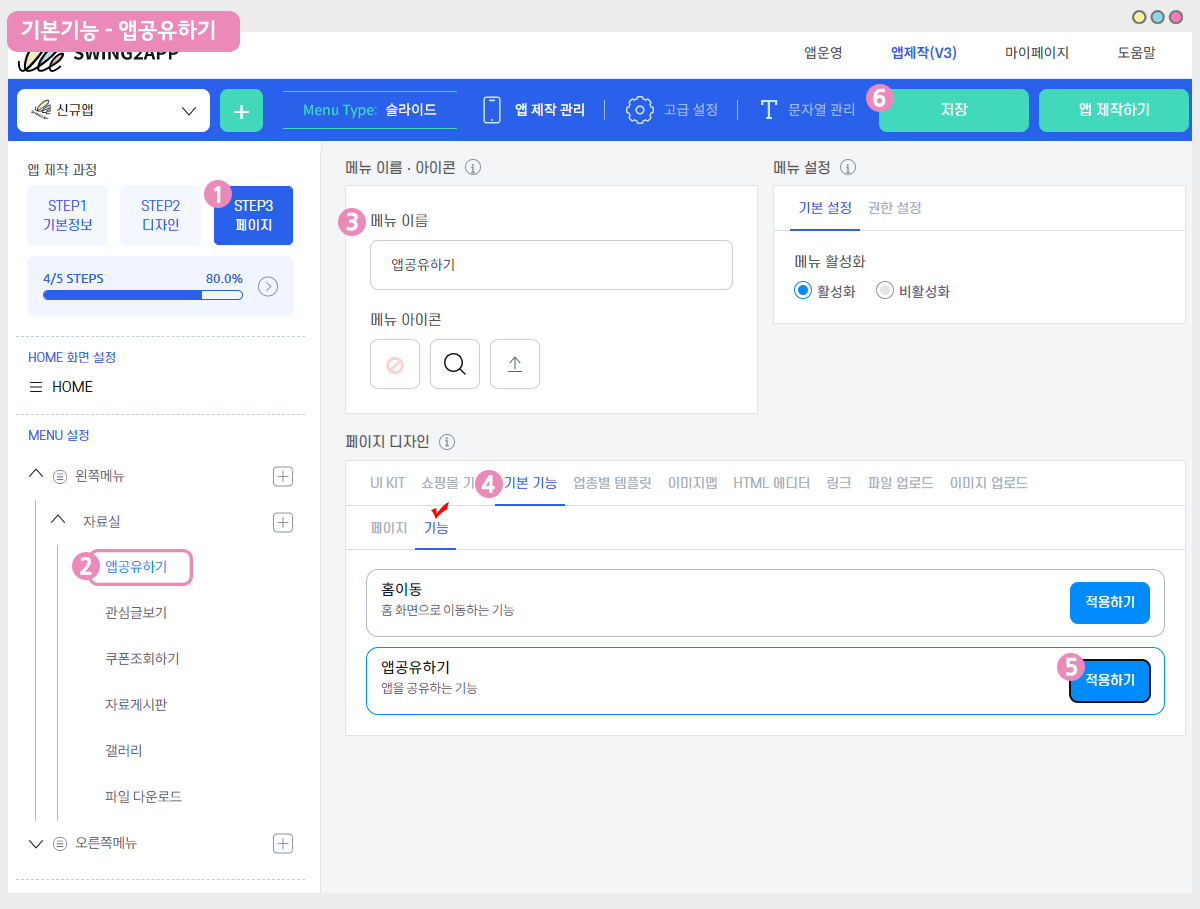 기본기능 - 앱공유하기
SWING2APP
앱운영
앱제작(V3)
마이페이지
도움말
신규앱
+
Menu Type: 슬라이드
앱 제작 관리
고급 설정
문자열 관리
6
저장
앱 제작하기
앱 제작 과정
STEP1
기본정보
STEP2
디자인
1
STEP3
페이지
4/5 STEPS
80.0%
HOME 화면 설정
HOME
MENU 설정
왼쪽메뉴
자료실
2
앱공유하기
관심글보기
쿠폰조회하기
자료게시판
갤러리
파일 다운로드
오른쪽메뉴
메뉴 이름 · 아이콘
3
메뉴 이름
앱공유하기
메뉴 아이콘
메뉴 설정
기본 설정
권한 설정
메뉴 활성화
활성화
비활성화
페이지 디자인
UI KIT
쇼핑몰 기
4
기본 기능
업종별 템플릿
이미지맵
HTML 에디터
링크
파일 업로드
이미지 업로드
페이지
기능
홈이동
홈 화면으로 이동하는 기능
적용하기
앱공유하기
앱을 공유하는 기능
5
적용하기